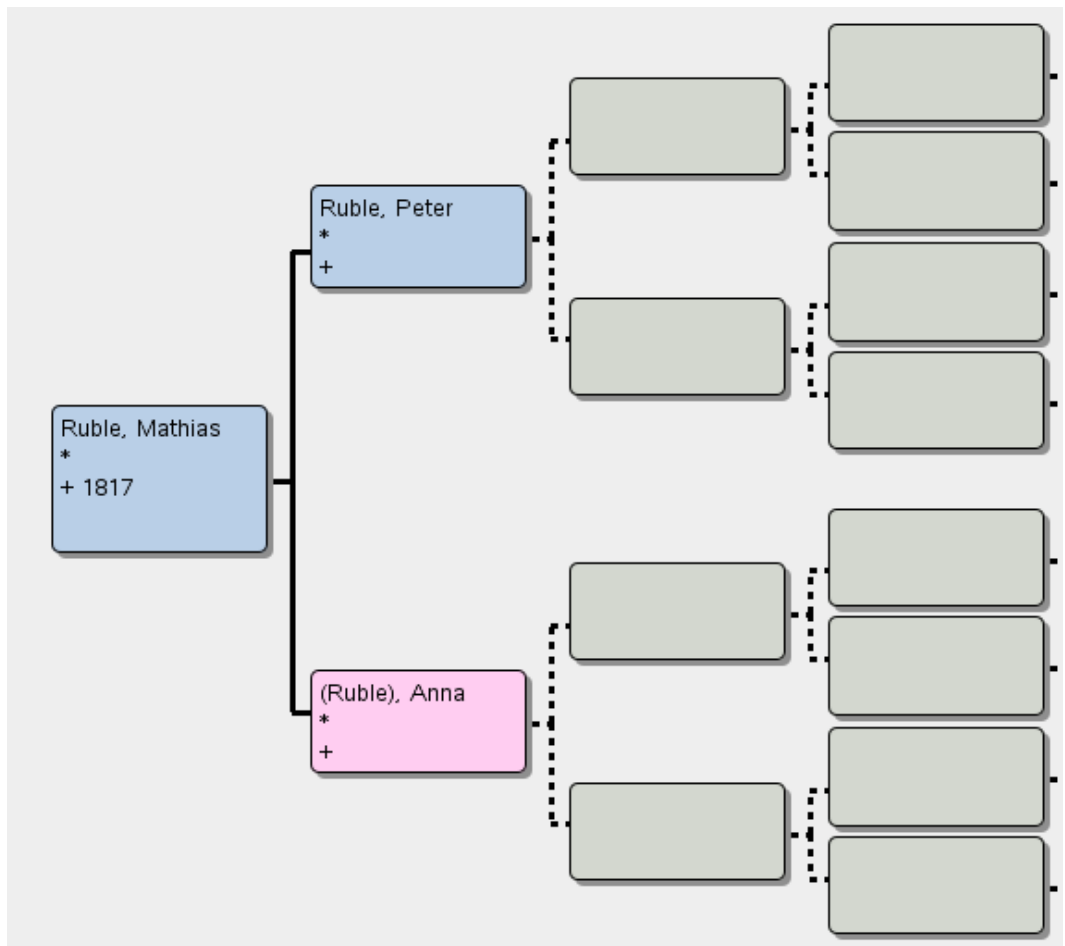 Ruble, Peter
*
+
Ruble, Mathias
*
+ 1817
(Ruble), Anna
*
+